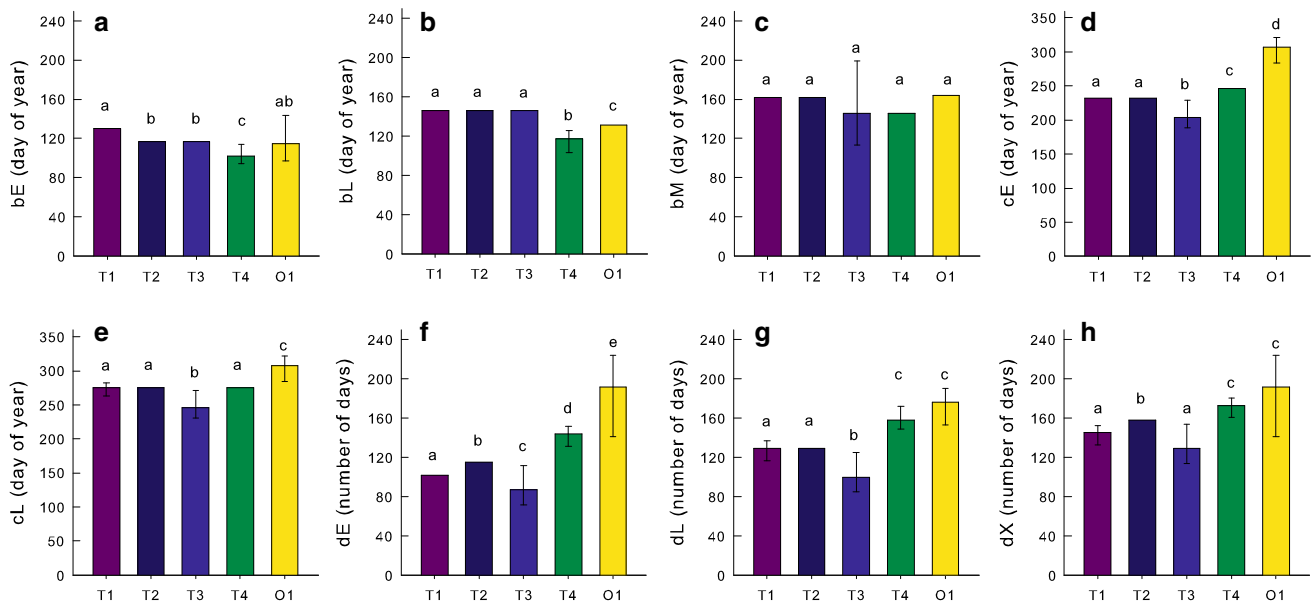 a
bE (day of year)
240
200
160
120
80
40
0
a
b
b
c
ab
T1 T2 T3 T4 O1
b
bL (day of year)
240
200
160
120
80
40
0
a
a
a
b
c
T1 T2 T3 T4 O1
c
bM (day of year)
240
200
160
120
80
40
0
a
a
a
a
a
T1 T2 T3 T4 O1
d
cE (day of year)
350
300
250
200
150
100
50
0
a
a
b
c
d
T1 T2 T3 T4 O1
e
cL (day of year)
350
300
250
200
150
100
50
0
a
a
b
a
c
T1 T2 T3 T4 O1
f
dE (number of days)
240
200
160
120
80
40
0
a
b
c
d
e
T1 T2 T3 T4 O1
g
dL (number of days)
240
200
160
120
80
40
0
a
a
b
c
c
T1 T2 T3 T4 O1
h
dX (number of days)
240
200
160
120
80
40
0
a
b
a
c
c
T1 T2 T3 T4 O1